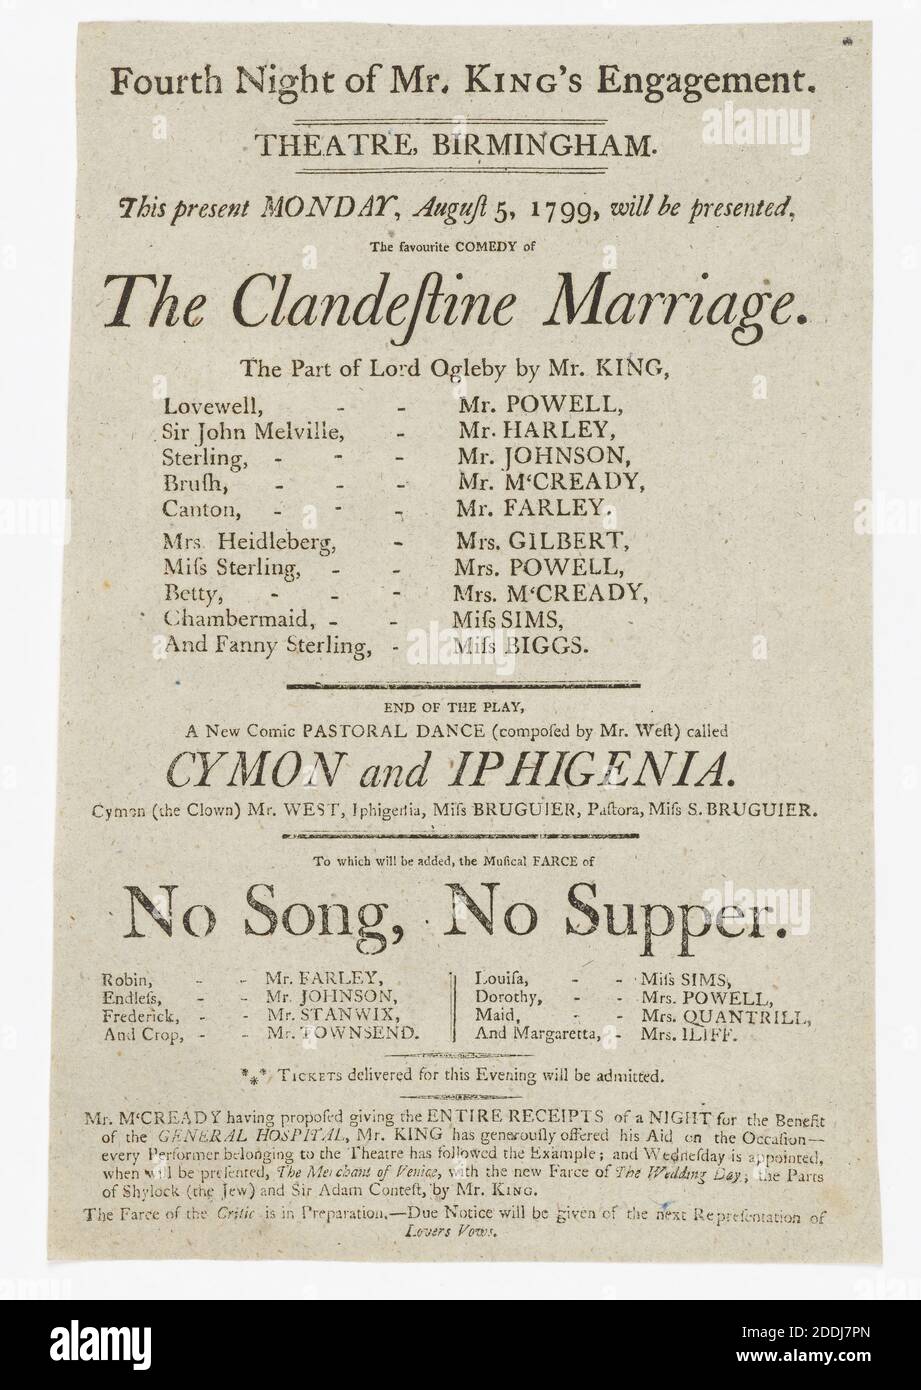 Fourth Night of Mr. KING's Engagement.
THEATRE, BIRMINGHAM.
This present MONDAY, Auguſt 5, 1799, will be presented,
The favourite COMEDY of
The Clandeſtine Marriage.
The Part of Lord Ogleby by Mr. KING,
Lovewell, - - Mr. POWELL,
Sir John Melville, - Mr. HARLEY,
Sterling, - - - Mr. JOHNSON,
Bruſh, - - - Mr. M‘CREADY,
Canton, - - - Mr. FARLEY.
Mrs. Heidleberg, - Mrs. GILBERT,
Miſs Sterling, - - Mrs. POWELL,
Betty, - - - Mrs. M‘CREADY,
Chambermaid, - - Miſs SIMS,
And Fanny Sterling, - Miſs BIGGS.
END OF THE PLAY,
A New Comic PASTORAL DANCE (compoſed by Mr. Weſt) called
CYMON and IPHIGENIA.
Cymon (the Clown) Mr. WEST, Iphigenia, Miſs BRUGUIER, Paſtora, Miſs S. BRUGUIER.
To which will be added, the Muſical FARCE of
No Song, No Supper.
Robin, - - Mr. FARLEY, Louiſa, - - Miſs SIMS,
Endleſs, - - Mr. JOHNSON, Dorothy, - - Mrs. POWELL,
Frederick, - - Mr. STANWIX, Maid, - - Mrs. QUANTRILL,
And Crop, - - Mr. TOWNSEND. And Margaretta, - Mrs. ILIFF.
*⁎* TICKETS delivered for this Evening will be admitted.
Mr. M‘CREADY having propoſed giving the ENTIRE RECEIPTS of a NIGHT for the Benefit
of the GENERAL HOSPITAL, Mr. KING has generouſly offered his Aid on the Occaſion—
every Performer belonging to the Theatre has followed the Example; and Wedneſday is appointed,
when will be preſented, The Merchant of Venice, with the new Farce of The Wedding Day; the Parts
of Shylock (the Jew) and Sir Adam Conteſt, by Mr. KING.
The Farce of the Critic is in Preparation.—Due Notice will be given of the next Repreſentation of
Lovers Vows.
alamy
alamy
alamy
a
a
a
a
alamy
Image ID: 2DDJ7PN
www.alamy.com